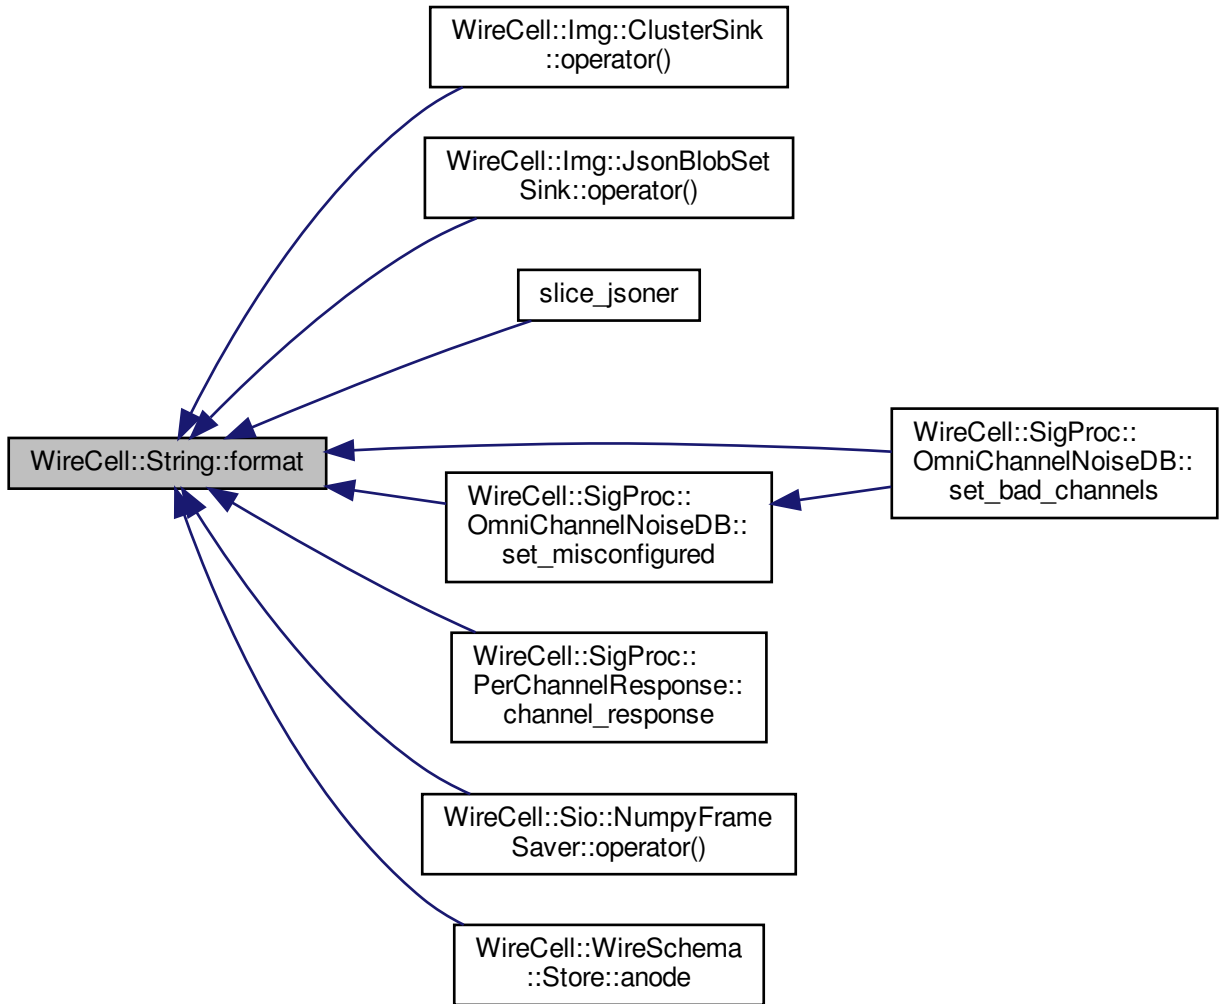 WireCell::Img::ClusterSink
::operator()
WireCell::Img::JsonBlobSet
Sink::operator()
slice_jsoner
WireCell::String::format
WireCell::SigProc::
OmniChannelNoiseDB::
set_bad_channels
WireCell::SigProc::
OmniChannelNoiseDB::
set_misconfigured
WireCell::SigProc::
PerChannelResponse::
channel_response
WireCell::Sio::NumpyFrame
Saver::operator()
WireCell::WireSchema
::Store::anode